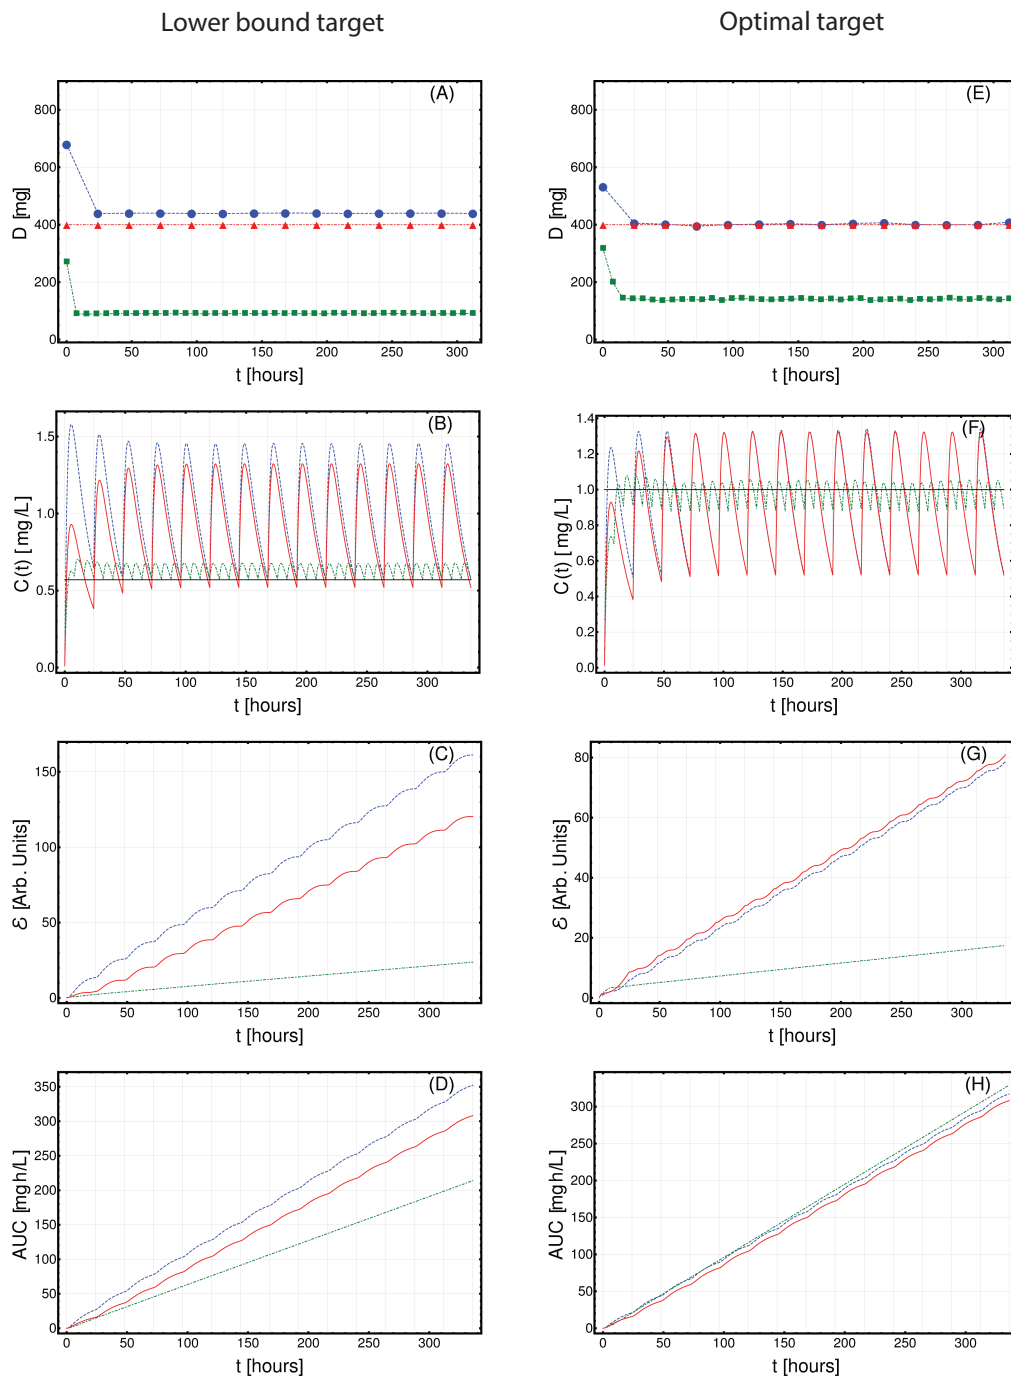 Lower bound target
Optimal target
(A)
D [mg]
800
600
400
200
0
0 50 100 150 200 250 300
t [hours]
(E)
D [mg]
800
600
400
200
0
0 50 100 150 200 250 300
t [hours]
(B)
C(t) [mg/L]
1.5
1.0
0.5
0.0
0 50 100 150 200 250 300
t [hours]
(F)
C(t) [mg/L]
1.4
1.2
1.0
0.8
0.6
0.4
0.2
0.0
0 50 100 150 200 250 300
t [hours]
(C)
ℰ [Arb. Units]
150
100
50
0
0 50 100 150 200 250 300
t [hours]
(G)
ℰ [Arb. Units]
80
60
40
20
0
0 50 100 150 200 250 300
t [hours]
(D)
AUC [mgh/L]
350
300
250
200
150
100
50
0
0 50 100 150 200 250 300
t [hours]
(H)
AUC [mgh/L]
300
250
200
150
100
50
0
0 50 100 150 200 250 300
t [hours]